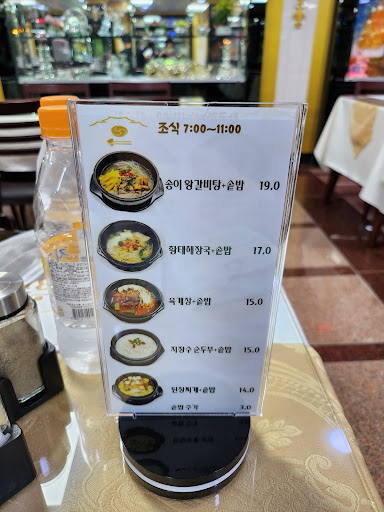 조식 7:00~11:00
송이 왕갈비탕+솥밥 19.0
황태해장국+솥밥 17.0
육개장+솥밥 15.0
지장수 순두부+솥밥 15.0
된장찌개+솥밥 14.0
솥밥 추가 3.0